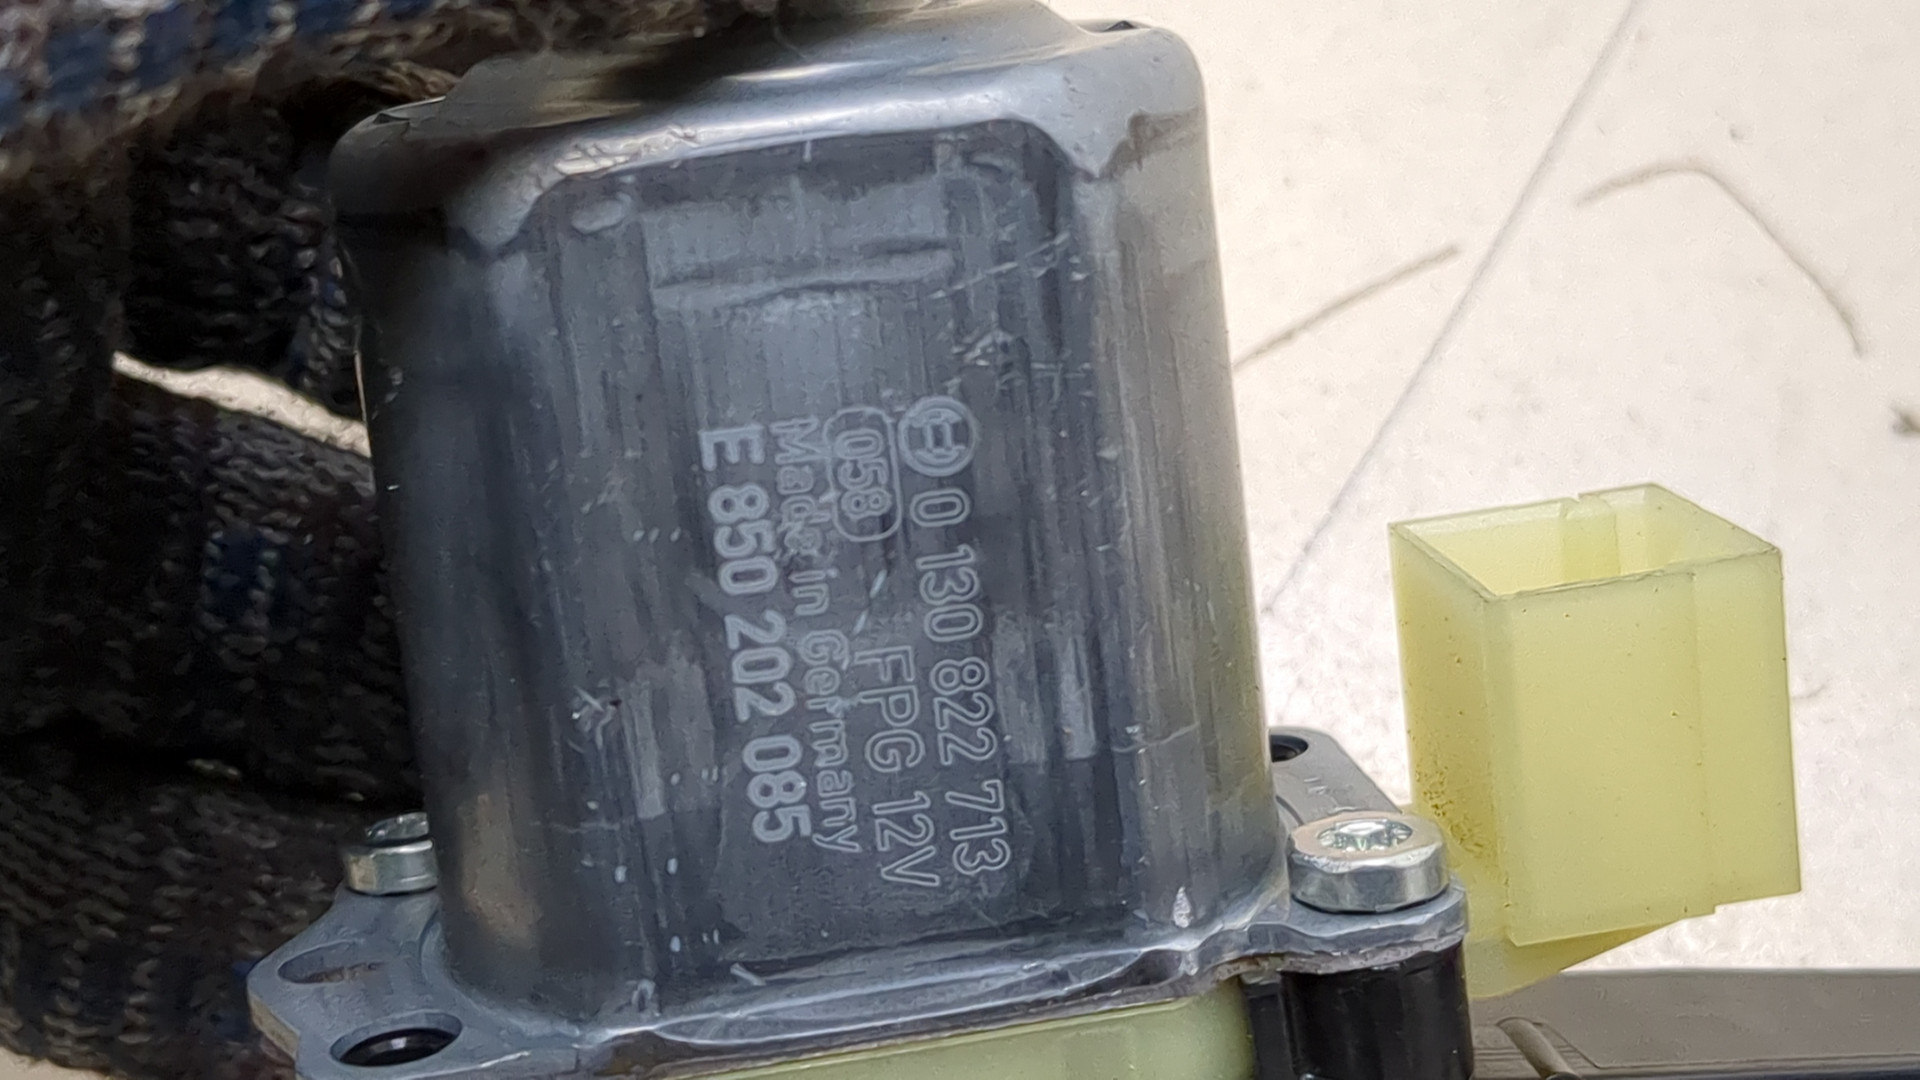 0 130 822 713
FPG 12V
058
Made in Germany
E 850 202 085